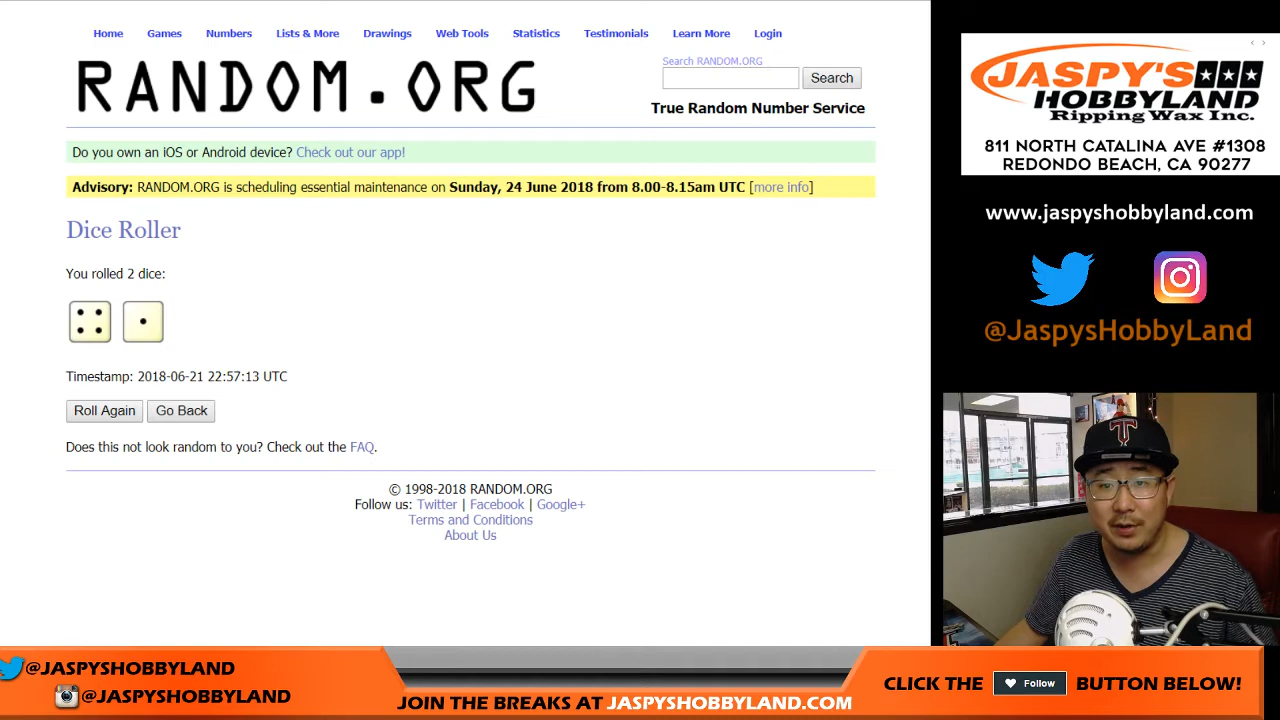 Home Games Numbers Lists & More Drawings Web Tools Statistics Testimonials Learn More Login
RANDOM.ORG
Search RANDOM.ORG
Search
True Random Number Service
Do you own an iOS or Android device? Check out our app!
Advisory: RANDOM.ORG is scheduling essential maintenance on Sunday, 24 June 2018 from 8.00-8.15am UTC [more info]
Dice Roller
You rolled 2 dice:
Timestamp: 2018-06-21 22:57:13 UTC
Roll Again Go Back
Does this not look random to you? Check out the FAQ.
© 1998-2018 RANDOM.ORG
Follow us: Twitter | Facebook | Google+
Terms and Conditions
About Us
JASPY'S
HOBBYLAND
Ripping Wax Inc.
811 NORTH CATALINA AVE #1308
REDONDO BEACH, CA 90277
www.jaspyshobbyland.com
@JaspysHobbyLand
@JASPYSHOBBYLAND
@JASPYSHOBBYLAND
JOIN THE BREAKS AT JASPYSHOBBYLAND.COM
CLICK THE Follow BUTTON BELOW!